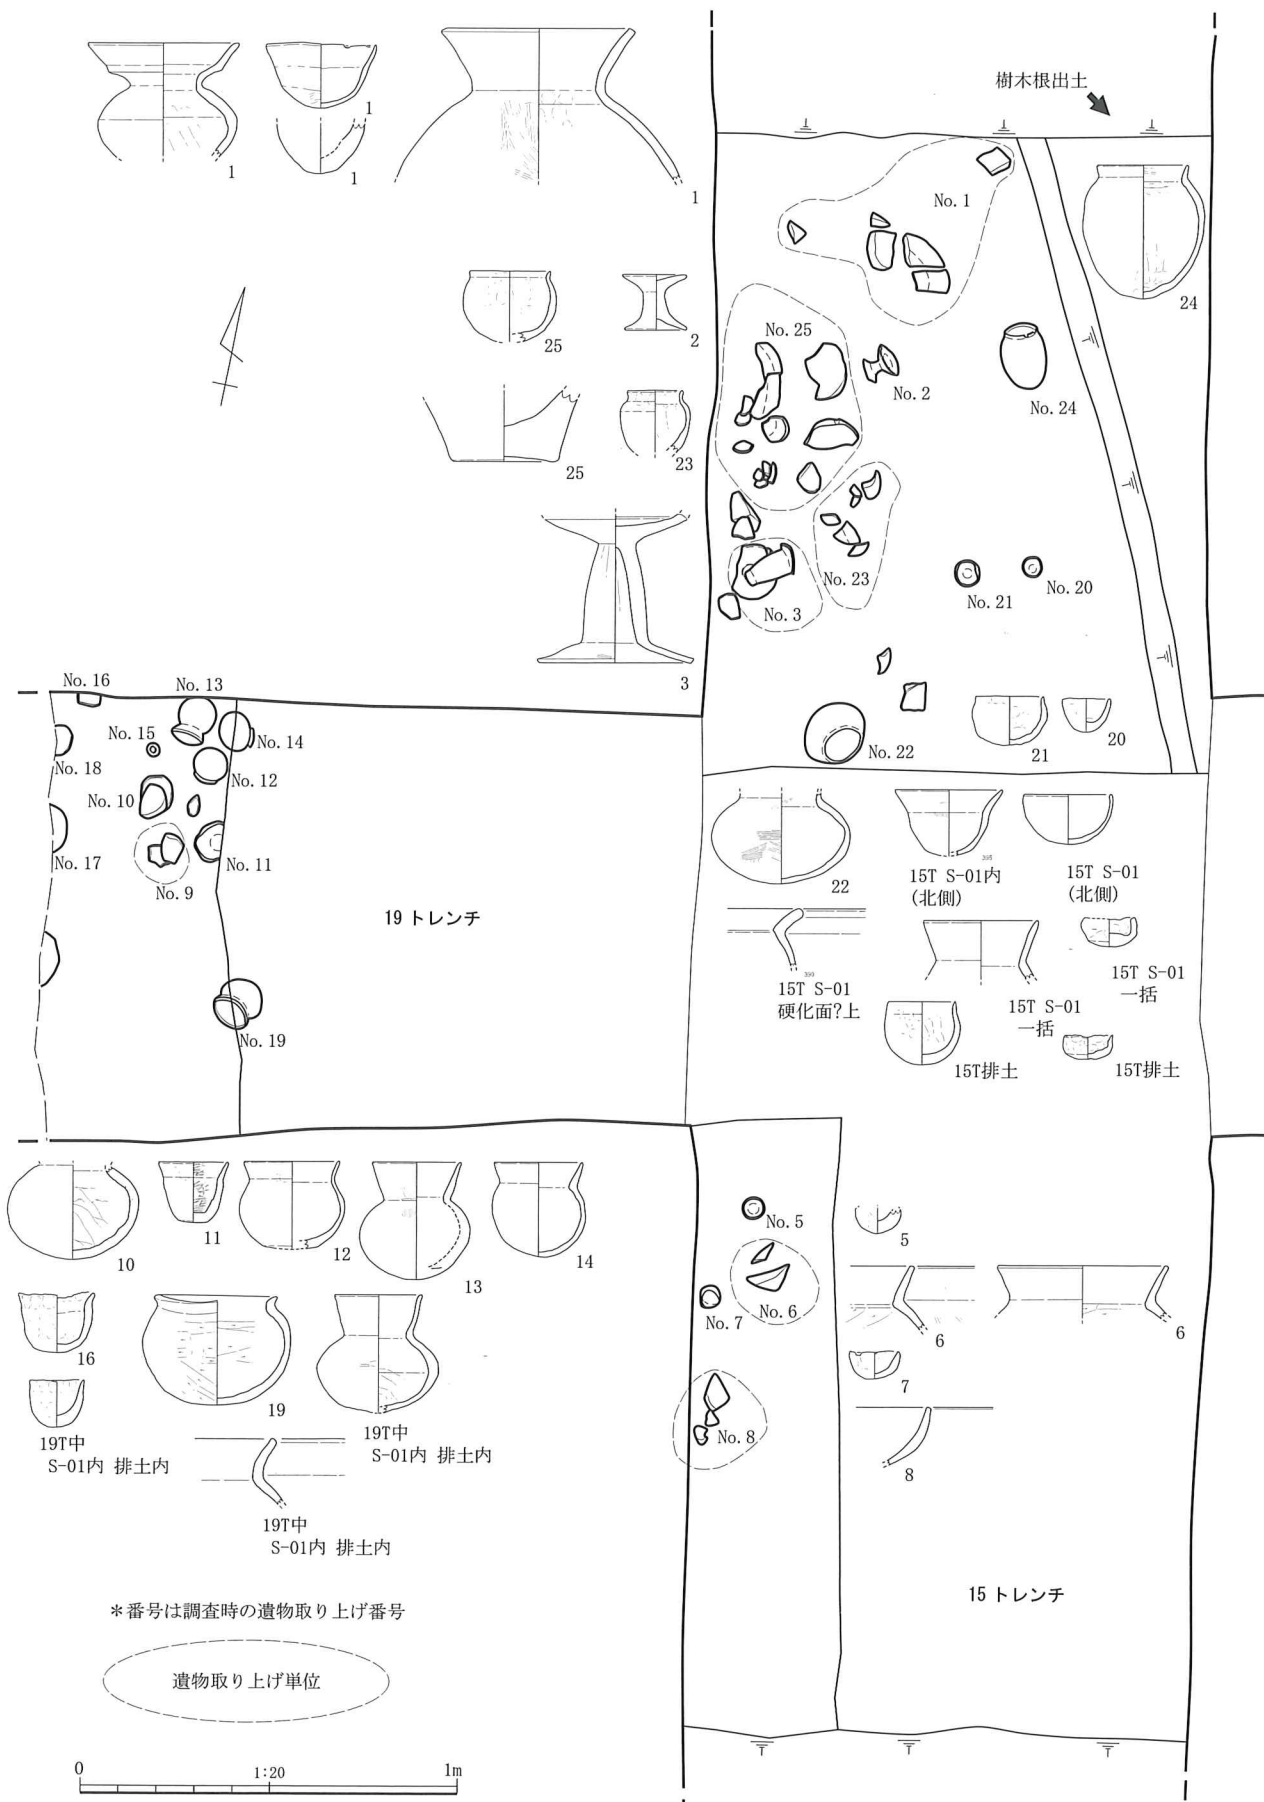 樹木根出土
1
1
1
1
No. 1
24
25
2
No. 25
No. 2
No. 24
25
23
No. 23
No. 21
No. 20
No. 3
3
No. 16
No. 13
No. 15
No. 14
No. 18
No. 12
No. 10
No. 17
No. 11
No. 9
No. 22
21
20
19 トレンチ
22
395
15T S-01内
(北側)
15T S-01
(北側)
399
15T S-01
硬化面?上
15T S-01
一括
15T S-01
一括
15T排土
15T排土
No. 19
10
11
12
13
14
16
19
19T中
S-01内 排土内
19T中
S-01内 排土内
19T中
S-01内 排土内
No. 5
5
No. 6
No. 7
6
6
7
No. 8
8
15 トレンチ
＊番号は調査時の遺物取り上げ番号
遺物取り上げ単位
0
1:20
1m